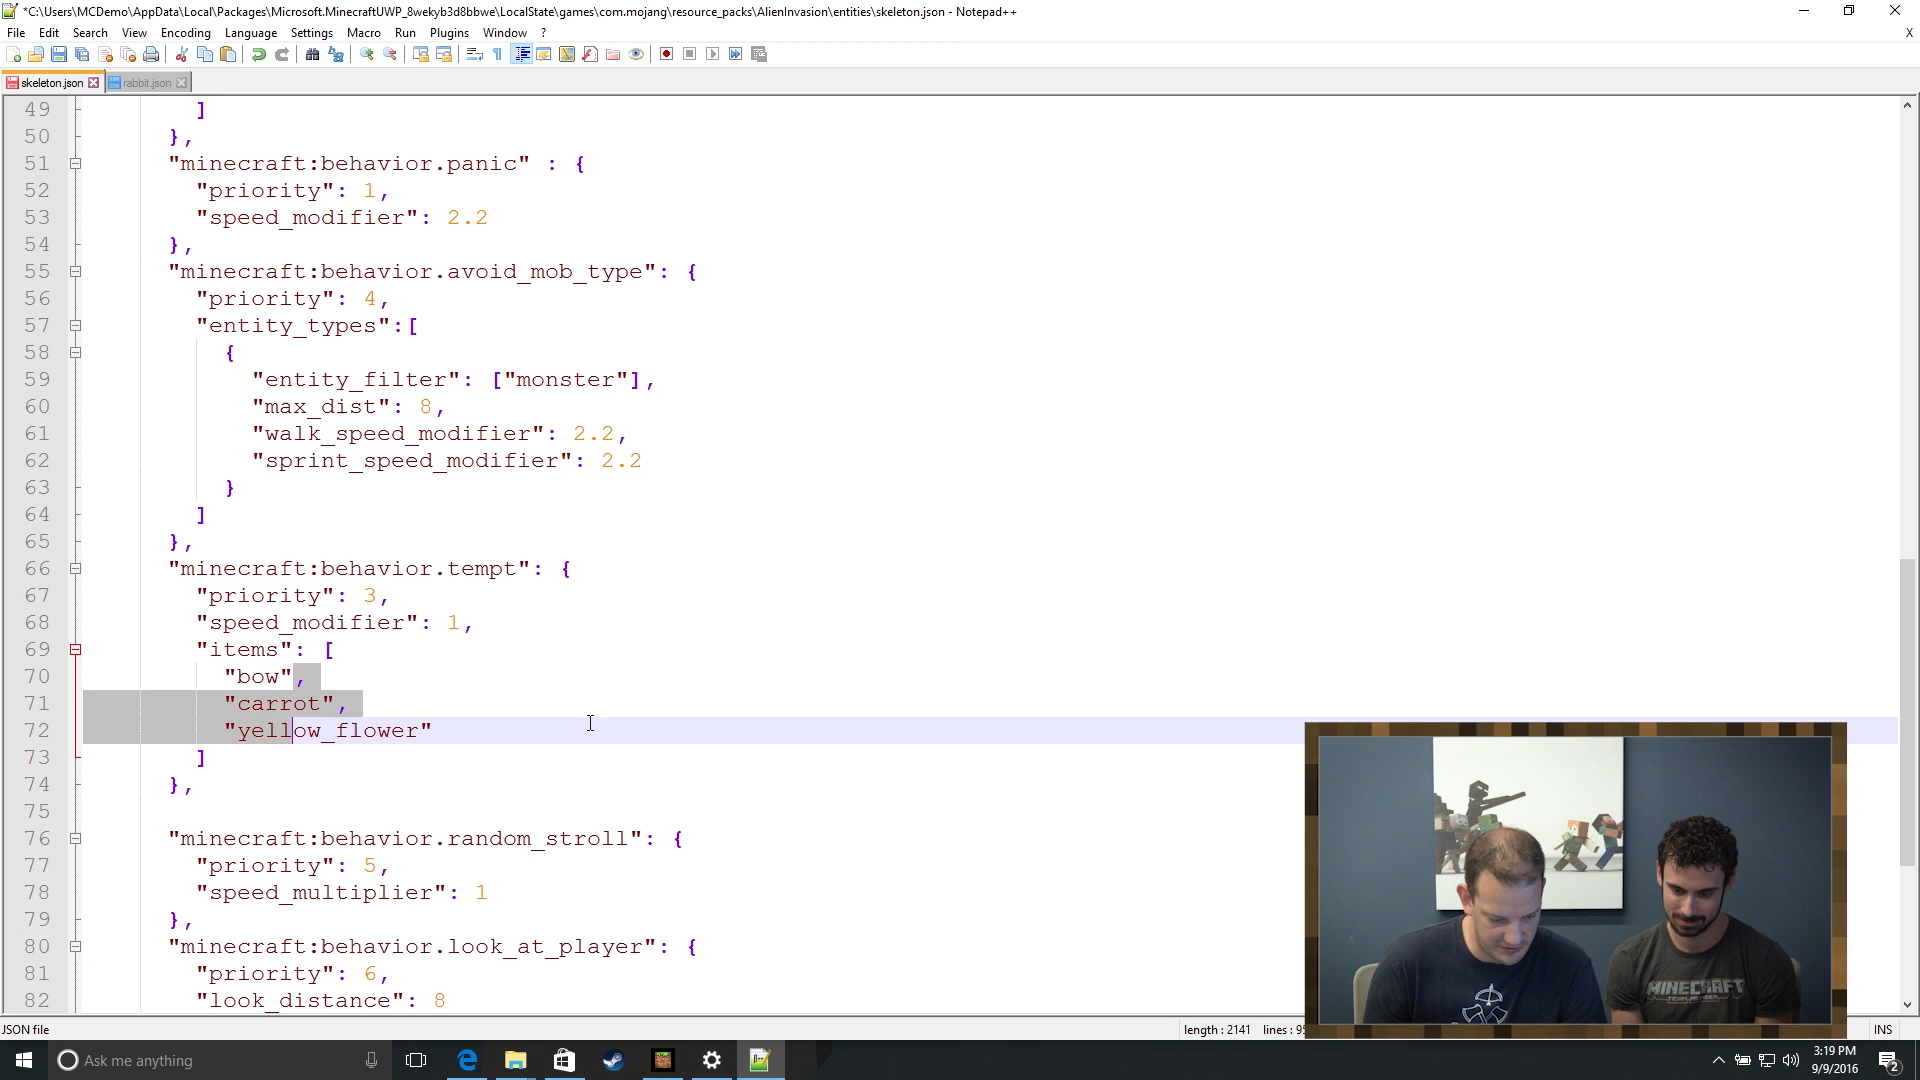 *C:\Users\MCDemo\AppData\Local\Packages\Microsoft.MinecraftUWP_8wekyb3d8bbwe\LocalState\games\com.mojang\resource_packs\AlienInvasion\entities\skeleton.json - Notepad++
File Edit Search View Encoding Language Settings Macro Run Plugins Window ? X
skeleton.json rabbit.json
49 ]
50 },
51 "minecraft:behavior.panic" : {
52 "priority": 1,
53 "speed_modifier": 2.2
54 },
55 "minecraft:behavior.avoid_mob_type": {
56 "priority": 4,
57 "entity_types":[
58 {
59 "entity_filter": ["monster"],
60 "max_dist": 8,
61 "walk_speed_modifier": 2.2,
62 "sprint_speed_modifier": 2.2
63 }
64 ]
65 },
66 "minecraft:behavior.tempt": {
67 "priority": 3,
68 "speed_modifier": 1,
69 "items": [
70 "bow",
71 "carrot",
72 "yellow_flower"
73 ]
74 },
75
76 "minecraft:behavior.random_stroll": {
77 "priority": 5,
78 "speed_multiplier": 1
79 },
80 "minecraft:behavior.look_at_player": {
81 "priority": 6,
82 "look_distance": 8
MINECRAFT
JSON file length : 2141 lines : 95 INS
Ask me anything 3:19 PM
9/9/2016 2